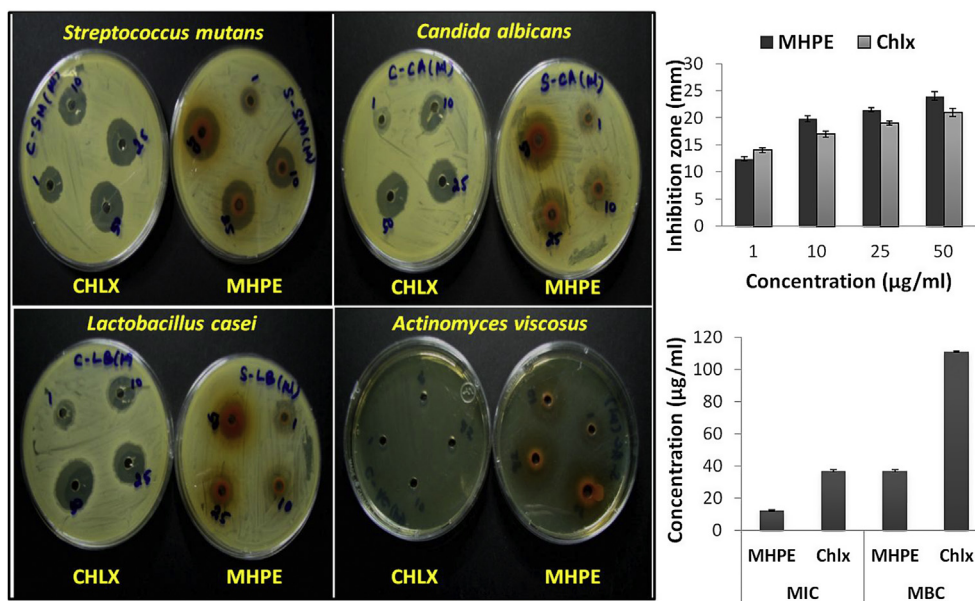 Streptococcus mutans
C-SM(M)
10
25
1
50
1
S-SM(M)
50
10
25
CHLX
MHPE
Candida albicans
C-CA(M)
1
10
25
50
S-CA(M)
1
10
25
CHLX
MHPE
Lactobacillus casei
C-LB(M)
1
10
25
50
S-LB(M)
1
10
25
CHLX
MHPE
Actinomyces viscosus
CHLX
MHPE
MHPE Chlx
Inhibition zone (mm)
30
25
20
15
10
5
0
1 10 25 50
Concentration (µg/ml)
Concentration (µg/ml)
120
100
80
60
40
20
0
MHPE Chlx MHPE Chlx
MIC MBC